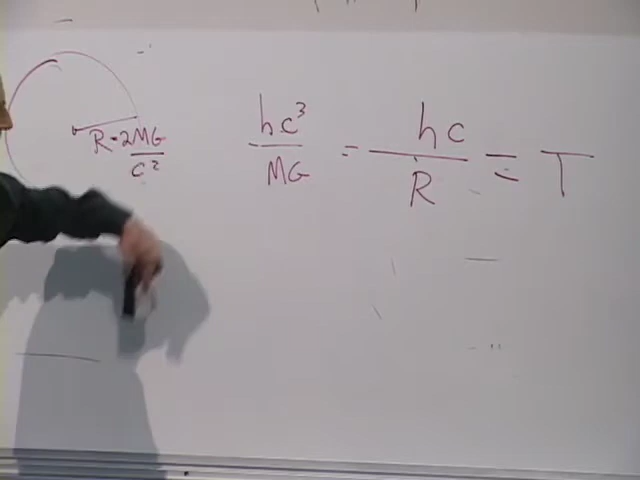 R = 2MG / c²
hc³ / MG = hc / R = T